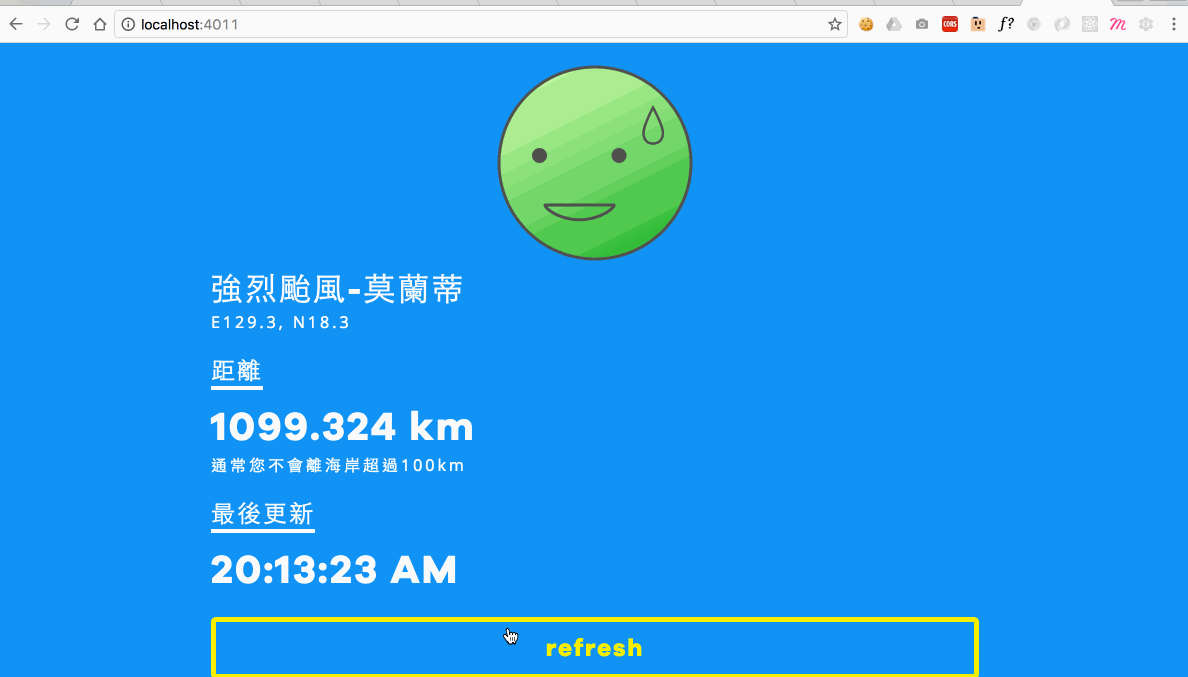 localhost:4011
CORS
f?
m
強烈颱風-莫蘭蒂
E129.3, N18.3
距離
1099.324 km
通常您不會離海岸超過100km
最後更新
20:13:23 AM
refresh